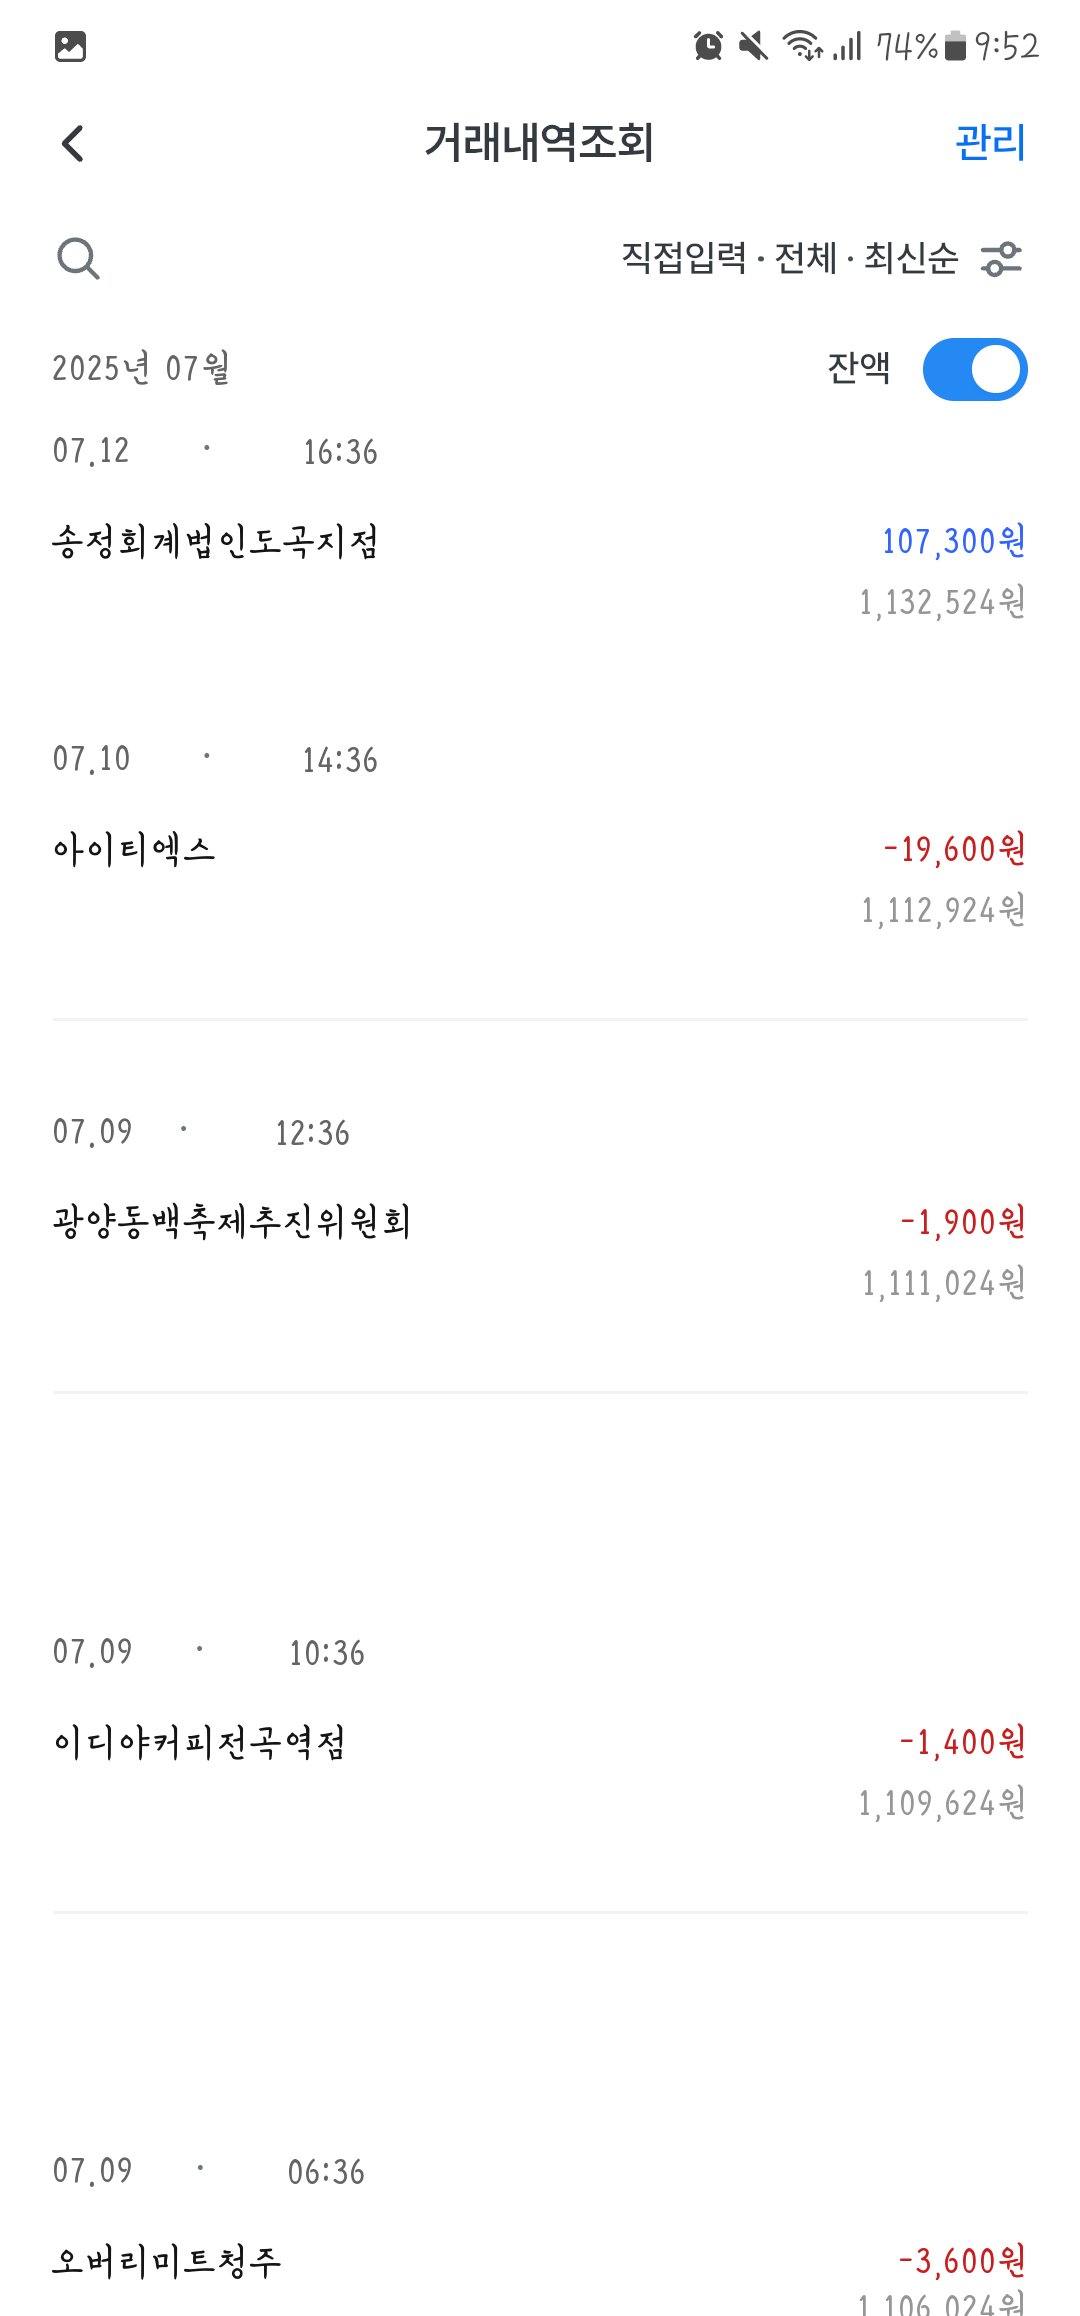 74% 9:52
거래내역조회 관리
직접입력 · 전체 · 최신순
2025년 07월 잔액
07.12 · 16:36
송정회계법인도곡지점 107,300원
1,132,524원
07.10 · 14:36
아이티엑스 -19,600원
1,112,924원
07.09 · 12:36
광양동백축제추진위원회 -1,900원
1,111,024원
07.09 · 10:36
이디야커피전곡역점 -1,400원
1,109,624원
07.09 · 06:36
오버리미트청주 -3,600원
1,106,024원